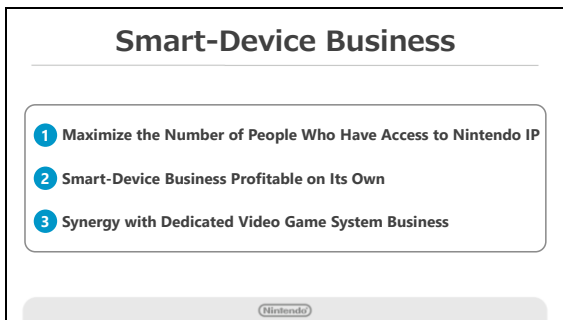 Smart-Device Business
1 Maximize the Number of People Who Have Access to Nintendo IP
2 Smart-Device Business Profitable on Its Own
3 Synergy with Dedicated Video Game System Business
Nintendo